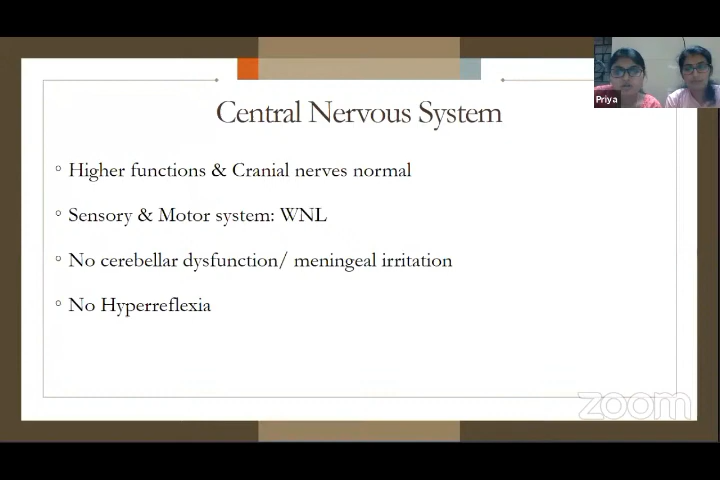 Priya
Central Nervous System
Higher functions & Cranial nerves normal
Sensory & Motor system: WNL
No cerebellar dysfunction/ meningeal irritation
No Hyperreflexia
zoom